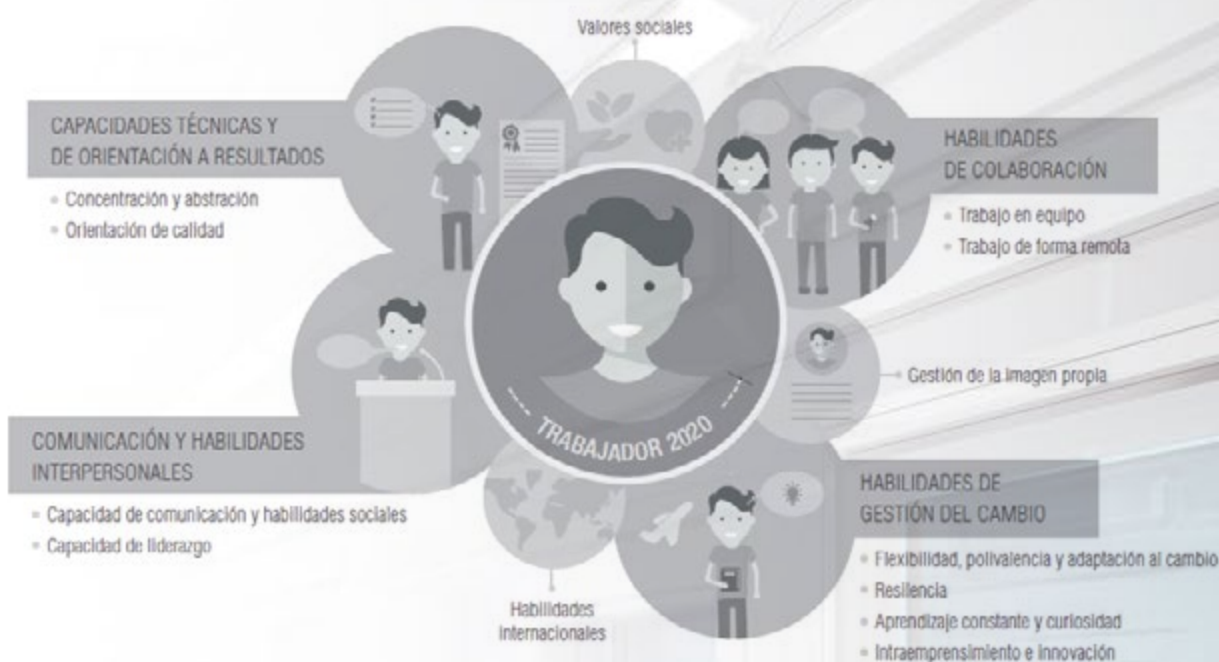 Valores sociales
CAPACIDADES TÉCNICAS Y
DE ORIENTACIÓN A RESULTADOS
◦ Concentración y abstración
◦ Orientación de calidad
HABILIDADES
DE COLABORACIÓN
◦ Trabajo en equipo
◦ Trabajo de forma remota
Gestión de la imagen propia
TRABAJADOR 2020
COMUNICACIÓN Y HABILIDADES
INTERPERSONALES
◦ Capacidad de comunicación y habilidades sociales
◦ Capacidad de liderazgo
Habilidades
internacionales
HABILIDADES DE
GESTIÓN DEL CAMBIO
◦ Flexibilidad, polivalencia y adaptación al cambio
◦ Resilencia
◦ Aprendizaje constante y curiosidad
◦ Intraemprensimiento e innovación